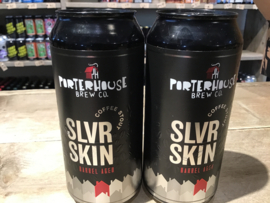 PORTERHOUSE
BREW CO.
COFFEE STOUT
SLVR
SKIN
BARREL AGED
PORTERHOUSE
BREW CO.
COFFEE STOUT
SLVR
SKIN
BARREL AGED